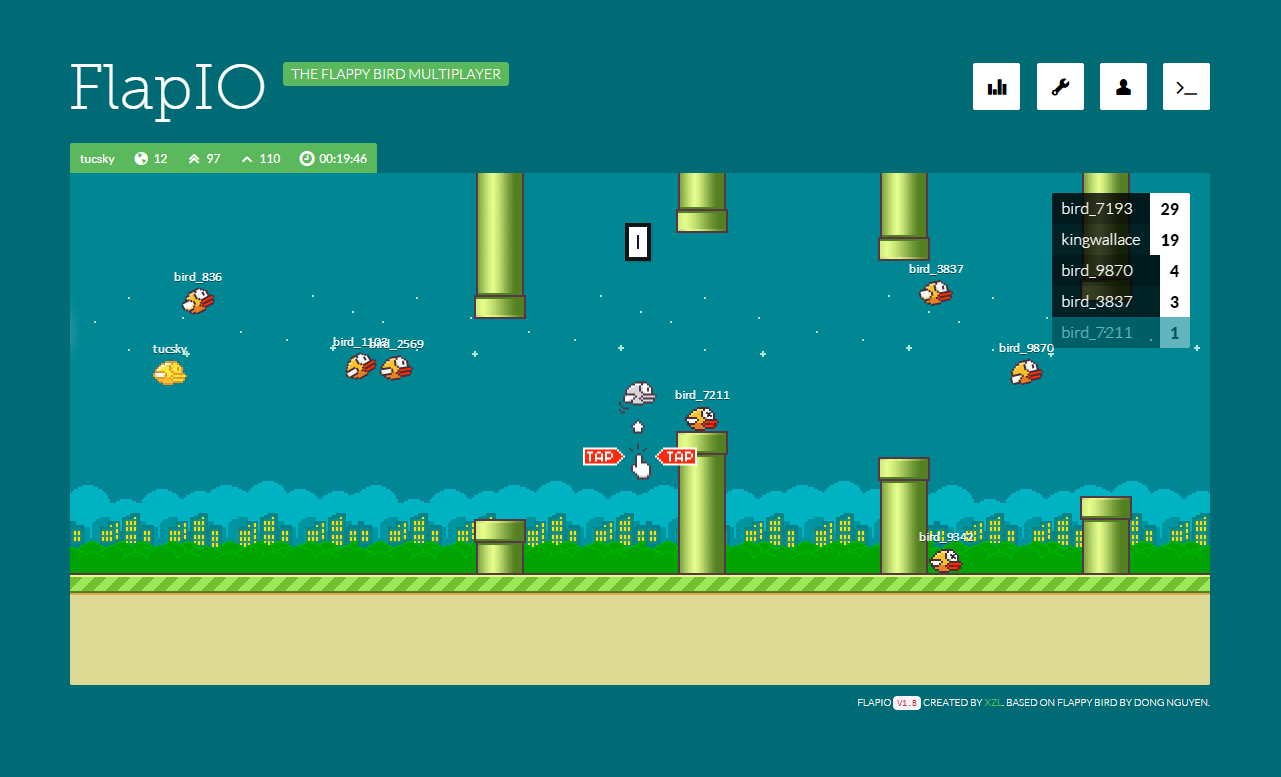 FlapIO THE FLAPPY BIRD MULTIPLAYER
>_
tucsky 12 97 110 00:19:46
bird_7193 29
kingwallace 19
bird_9870 4
bird_3837 3
bird_7211 1
bird_836
bird_3837
tucsky
bird_2569
bird_9870
bird_7211
TAP TAP
bird_9342
FLAPIO V1.B CREATED BY XZL. BASED ON FLAPPY BIRD BY DONG NGUYEN.